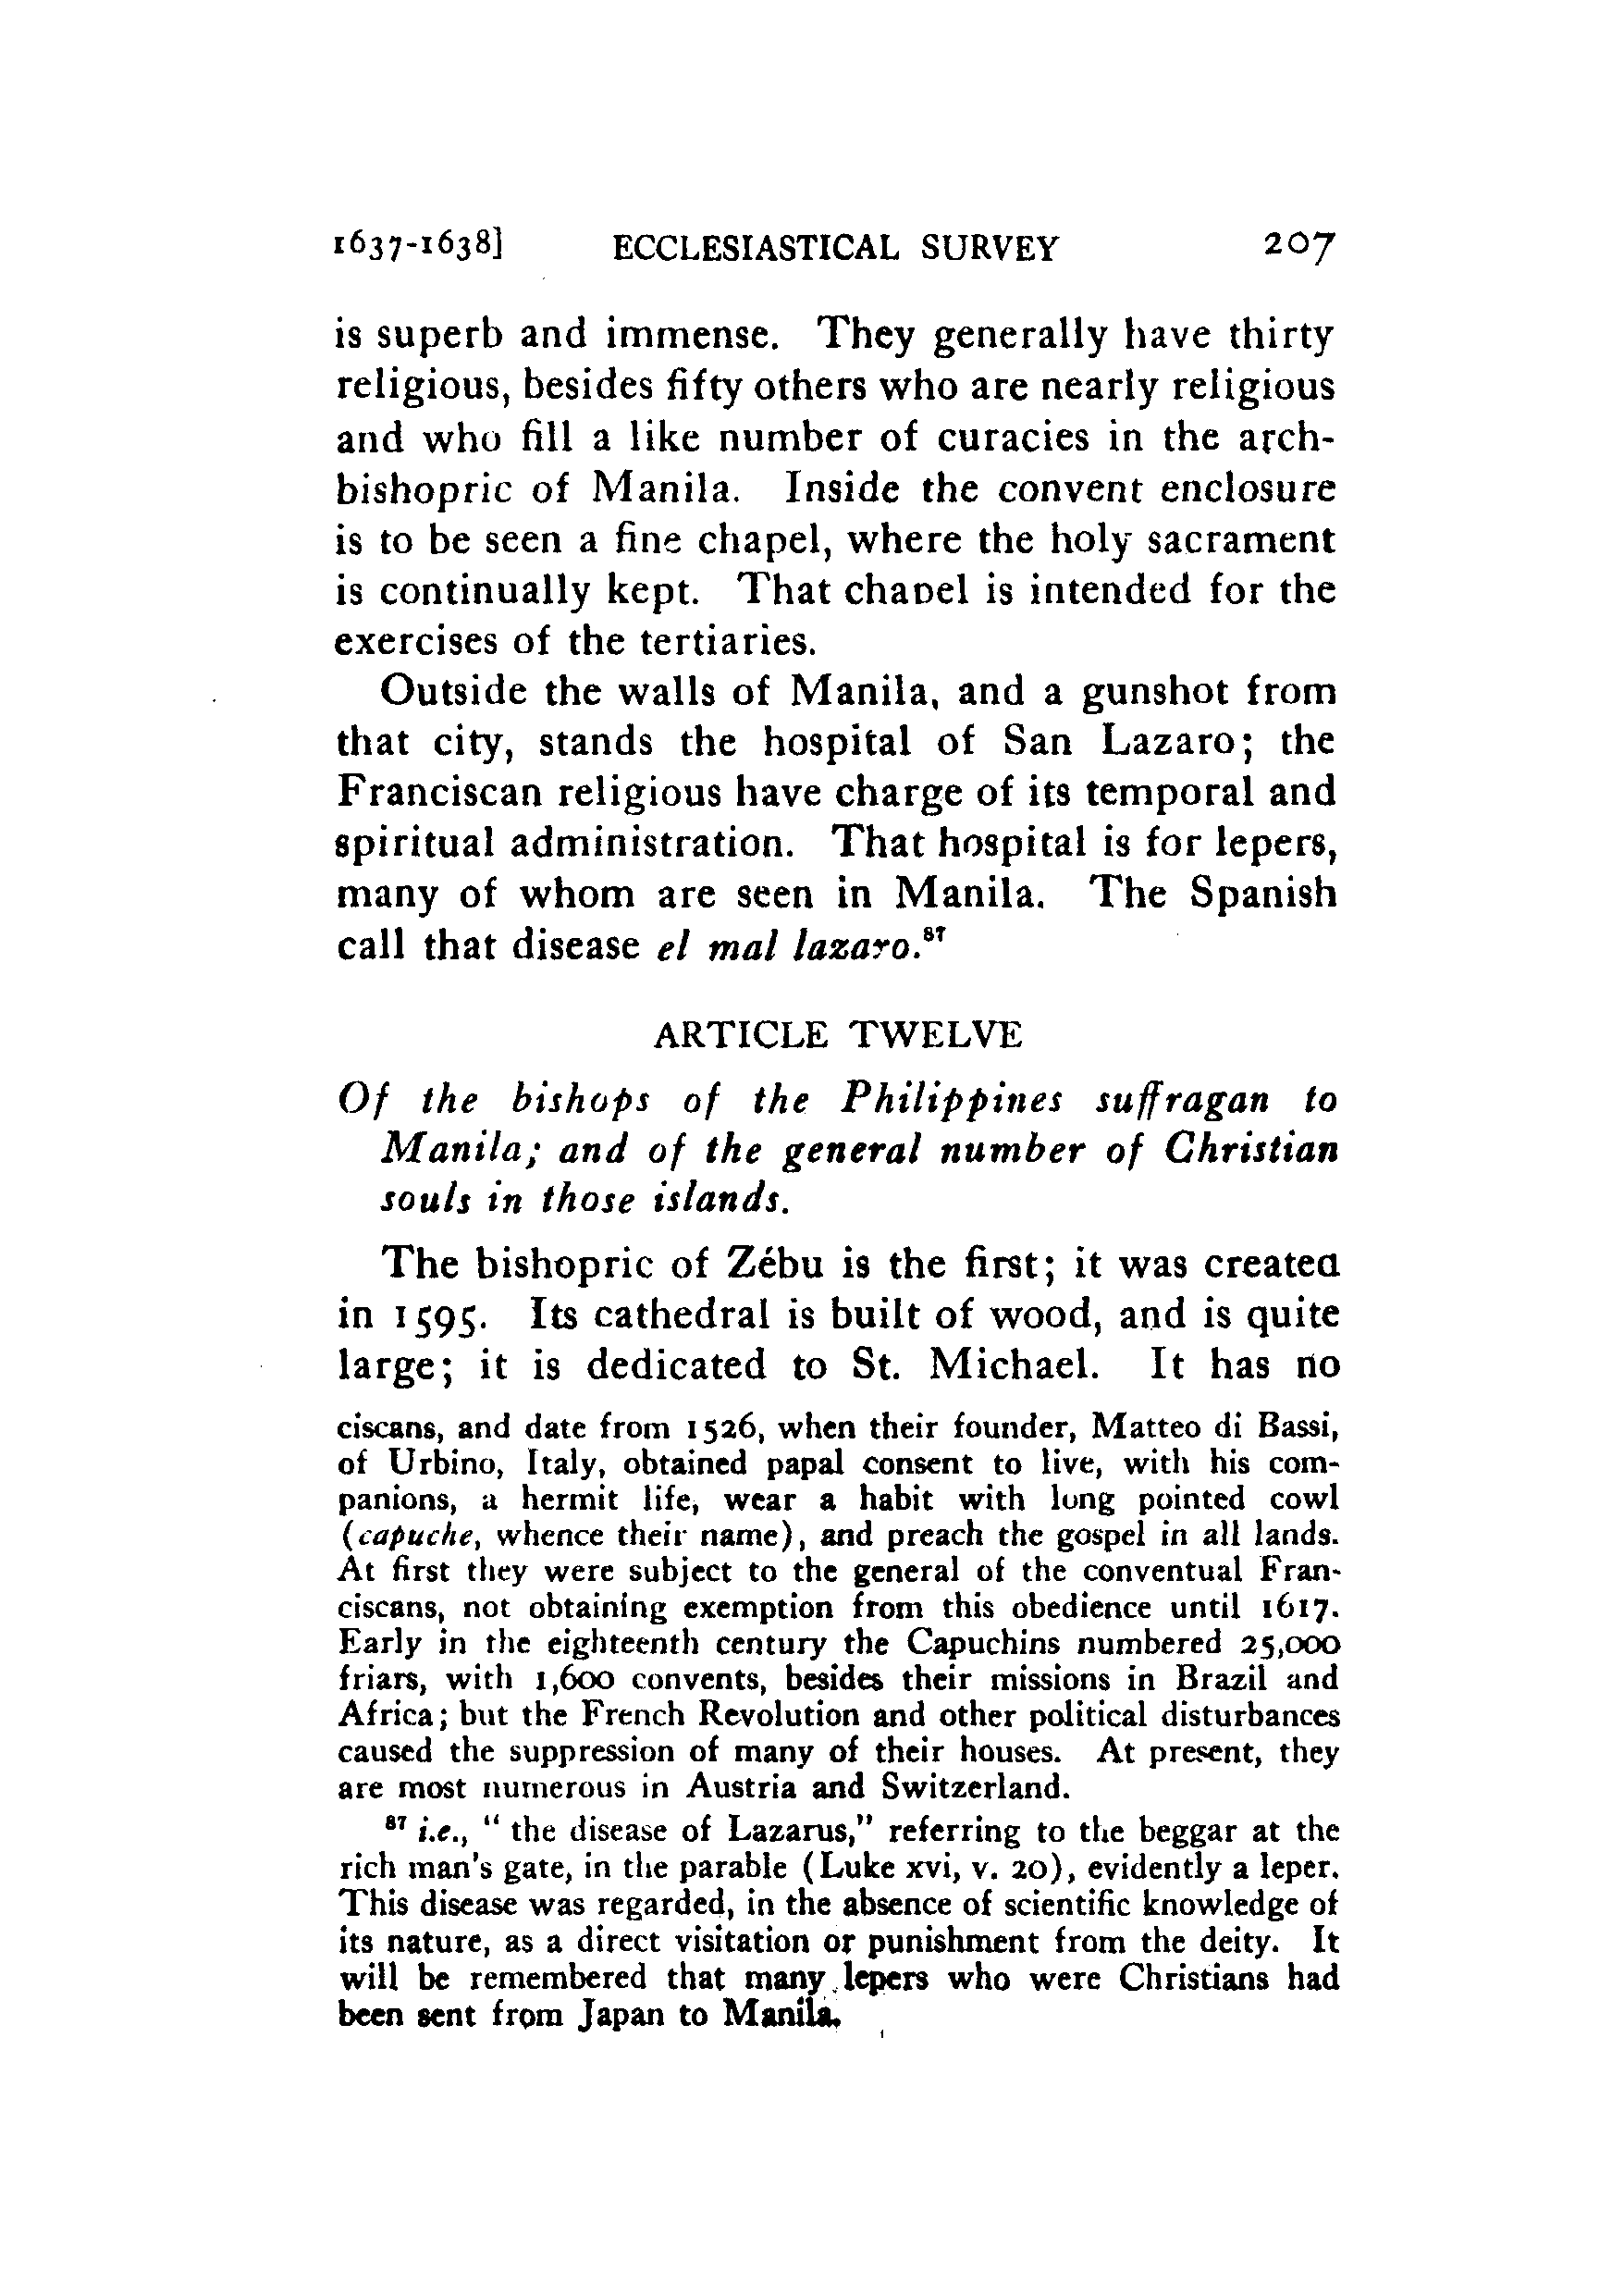 1637-1638] ECCLESIASTICAL SURVEY 207
is superb and immense. They generally have thirty
religious, besides fifty others who are nearly religious
and who fill a like number of curacies in the arch-
bishopric of Manila. Inside the convent enclosure
is to be seen a fine chapel, where the holy sacrament
is continually kept. That chapel is intended for the
exercises of the tertiaries.
Outside the walls of Manila, and a gunshot from
that city, stands the hospital of San Lazaro; the
Franciscan religious have charge of its temporal and
spiritual administration. That hospital is for lepers,
many of whom are seen in Manila. The Spanish
call that disease el mal lazaro.⁸⁷
ARTICLE TWELVE
Of the bishops of the Philippines suffragan to
Manila; and of the general number of Christian
souls in those islands.
The bishopric of Zébu is the first; it was created
in 1595. Its cathedral is built of wood, and is quite
large; it is dedicated to St. Michael. It has no
ciscans, and date from 1526, when their founder, Matteo di Bassi,
of Urbino, Italy, obtained papal consent to live, with his com-
panions, a hermit life, wear a habit with long pointed cowl
(capuche, whence their name), and preach the gospel in all lands.
At first they were subject to the general of the conventual Fran-
ciscans, not obtaining exemption from this obedience until 1617.
Early in the eighteenth century the Capuchins numbered 25,000
friars, with 1,600 convents, besides their missions in Brazil and
Africa; but the French Revolution and other political disturbances
caused the suppression of many of their houses. At present, they
are most numerous in Austria and Switzerland.
⁸⁷ i.e., “ the disease of Lazarus,” referring to the beggar at the
rich man's gate, in the parable (Luke xvi, v. 20), evidently a leper.
This disease was regarded, in the absence of scientific knowledge of
its nature, as a direct visitation or punishment from the deity. It
will be remembered that many lepers who were Christians had
been sent from Japan to Manila.